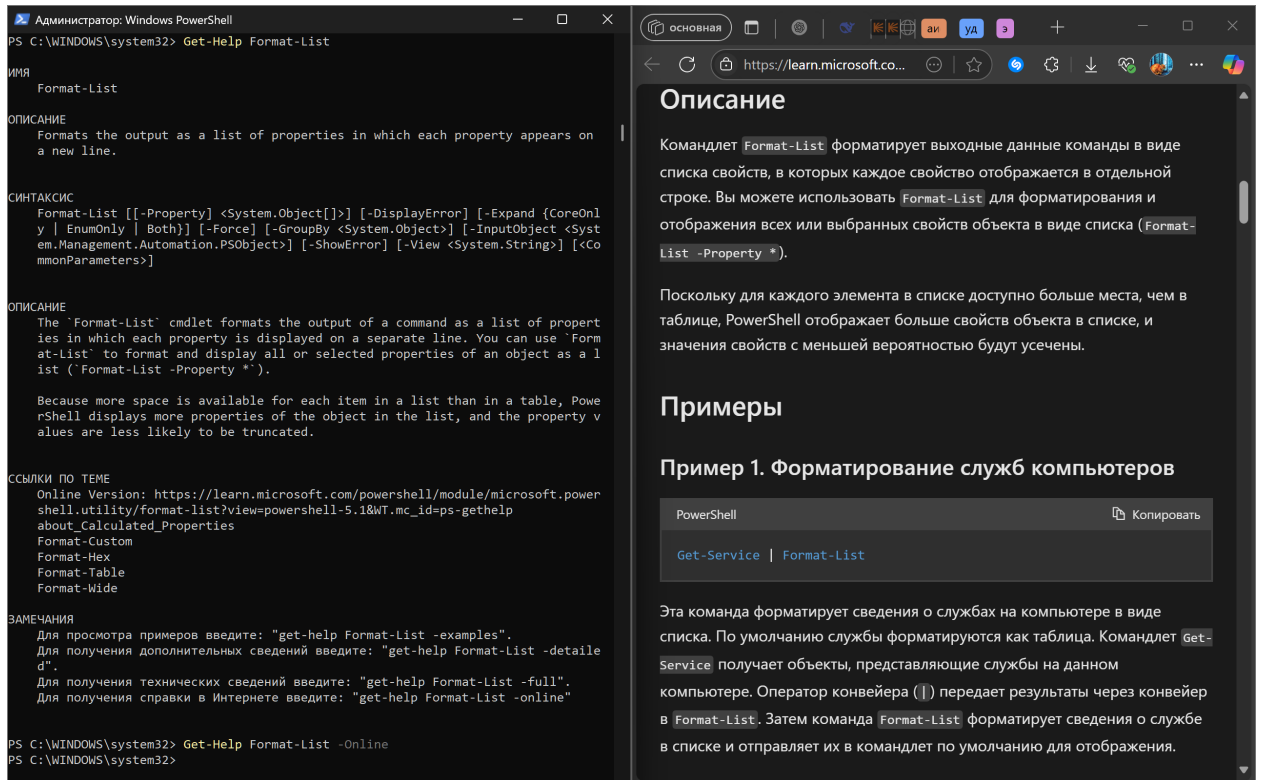 Администратор: Windows PowerShell
PS C:\WINDOWS\system32> Get-Help Format-List
ИМЯ
Format-List
ОПИСАНИЕ
Formats the output as a list of properties in which each property appears on
a new line.
СИНТАКСИС
Format-List [[-Property] <System.Object[]>] [-DisplayError] [-Expand {CoreOnl
y | EnumOnly | Both}] [-Force] [-GroupBy <System.Object>] [-InputObject <Syst
em.Management.Automation.PSObject>] [-ShowError] [-View <System.String>] [<Co
mmonParameters>]
ОПИСАНИЕ
The `Format-List` cmdlet formats the output of a command as a list of propert
ies in which each property is displayed on a separate line. You can use `Form
at-List` to format and display all or selected properties of an object as a l
ist (`Format-List -Property *`).
Because more space is available for each item in a list than in a table, Powe
rShell displays more properties of the object in the list, and the property v
alues are less likely to be truncated.
ССЫЛКИ ПО ТЕМЕ
Online Version: https://learn.microsoft.com/powershell/module/microsoft.power
shell.utility/format-list?view=powershell-5.1&WT.mc_id=ps-gethelp
about_Calculated_Properties
Format-Custom
Format-Hex
Format-Table
Format-Wide
ЗАМЕЧАНИЯ
Для просмотра примеров введите: "get-help Format-List -examples".
Для получения дополнительных сведений введите: "get-help Format-List -detaile
d".
Для получения технических сведений введите: "get-help Format-List -full".
Для получения справки в Интернете введите: "get-help Format-List -online"
PS C:\WINDOWS\system32> Get-Help Format-List -Online
PS C:\WINDOWS\system32>
основная
аи
уд
э
https://learn.microsoft.co...
Описание
Командлет Format-List форматирует выходные данные команды в виде
списка свойств, в которых каждое свойство отображается в отдельной
строке. Вы можете использовать Format-List для форматирования и
отображения всех или выбранных свойств объекта в виде списка (Format-
List -Property *).
Поскольку для каждого элемента в списке доступно больше места, чем в
таблице, PowerShell отображает больше свойств объекта в списке, и
значения свойств с меньшей вероятностью будут усечены.
Примеры
Пример 1. Форматирование служб компьютеров
PowerShell
Копировать
Get-Service | Format-List
Эта команда форматирует сведения о службах на компьютере в виде
списка. По умолчанию службы форматируются как таблица. Командлет Get-
Service получает объекты, представляющие службы на данном
компьютере. Оператор конвейера (|) передает результаты через конвейер
в Format-List. Затем команда Format-List форматирует сведения о службе
в списке и отправляет их в командлет по умолчанию для отображения.